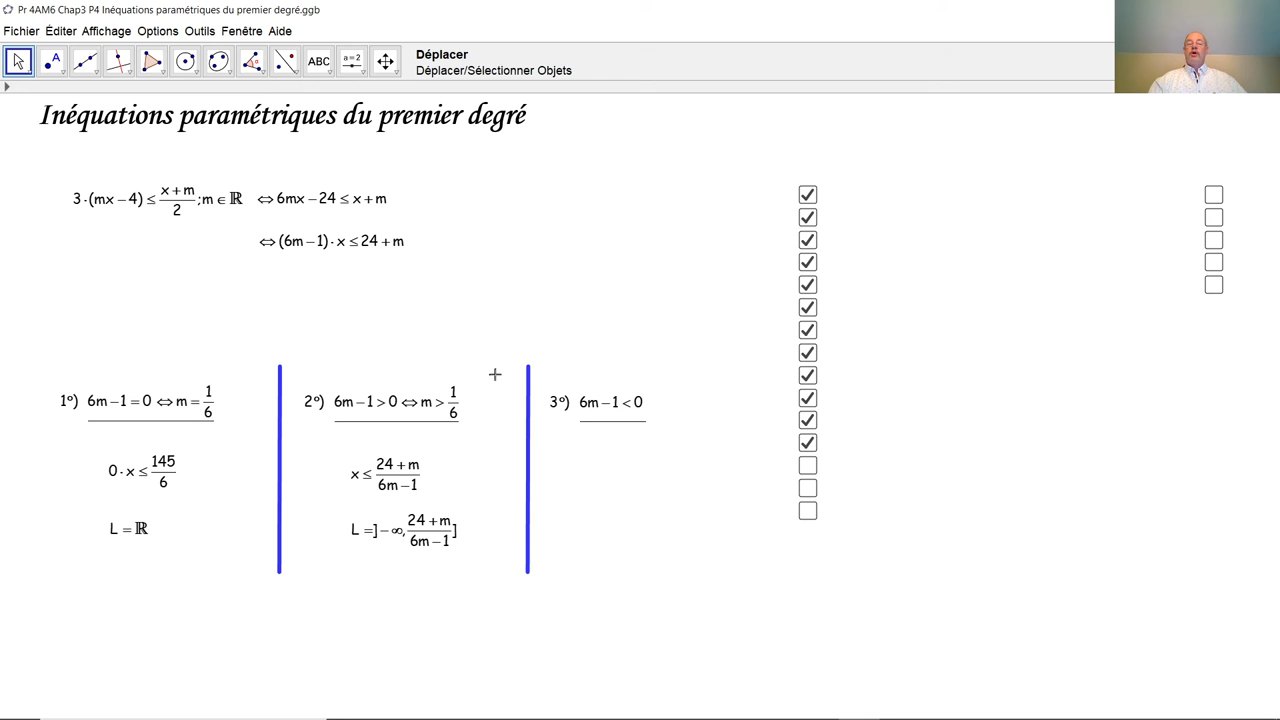 Pr 4AM6 Chap3 P4 Inéquations paramétriques du premier degré.ggb
Fichier Éditer Affichage Options Outils Fenêtre Aide
A ABC a=2 Déplacer
Déplacer/Sélectionner Objets
Inéquations paramétriques du premier degré
3·(mx−4) ≤ (x+m)/2 ; m ∈ ℝ ⇔ 6mx−24 ≤ x+m
⇔ (6m−1)·x ≤ 24+m
1°) 6m−1=0 ⇔ m=1/6
0·x ≤ 145/6
L = ℝ
2°) 6m−1>0 ⇔ m>1/6
x ≤ (24+m)/(6m−1)
L =]−∞,(24+m)/(6m−1)]
3°) 6m−1<0